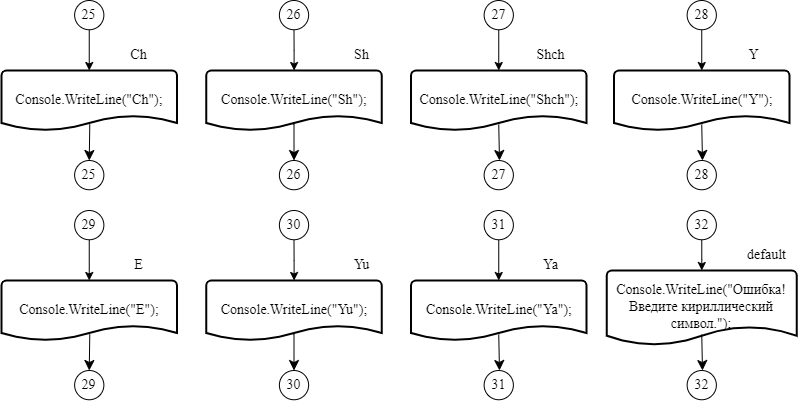 25 26 27 28
Ch Sh Shch Y
Console.WriteLine("Ch"); Console.WriteLine("Sh"); Console.WriteLine("Shch"); Console.WriteLine("Y");
25 26 27 28
29 30 31 32
E Yu Ya default
Console.WriteLine("E"); Console.WriteLine("Yu"); Console.WriteLine("Ya"); Console.WriteLine("Ошибка!
Введите кириллический
символ.");
29 30 31 32